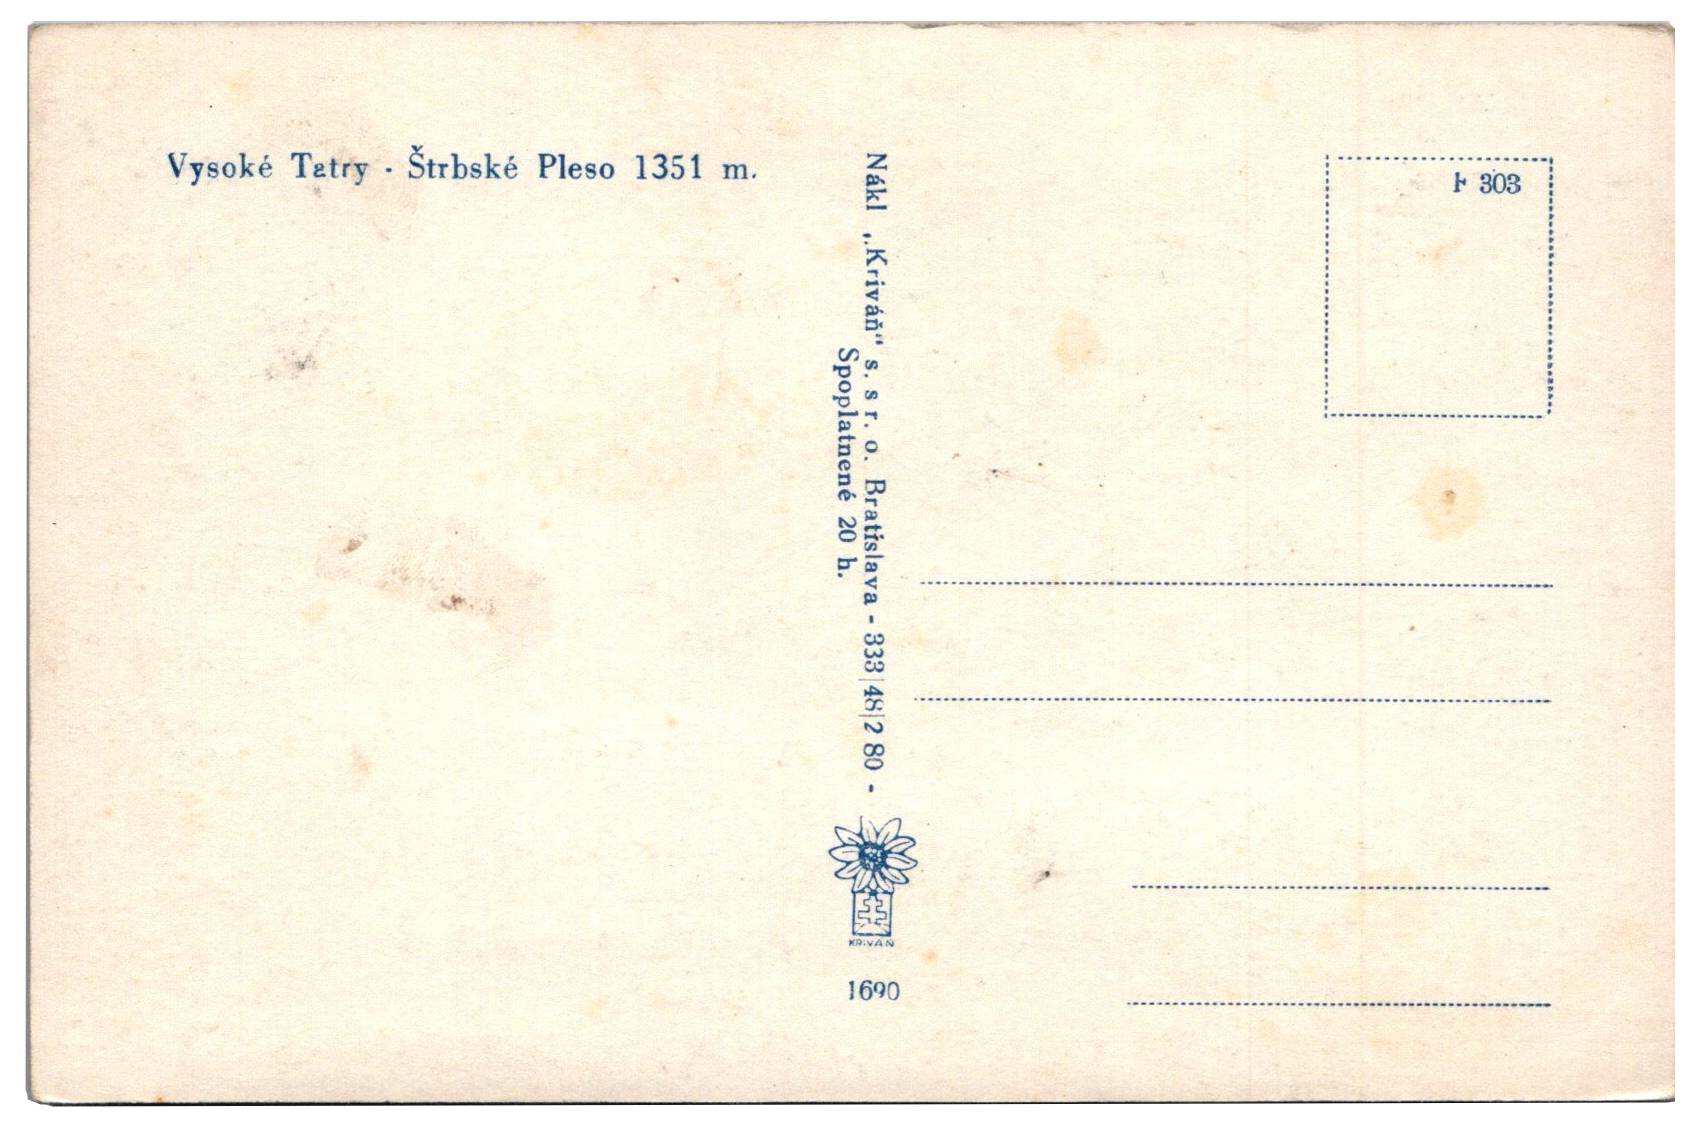 Vysoké Tatry - Štrbské Pleso 1351 m.
Nákl „Kriváň" s. s r. o. Bratislava - 333|48|2 80 -
Spoplatnené 20 h.
KRIVÁŇ
1690
303